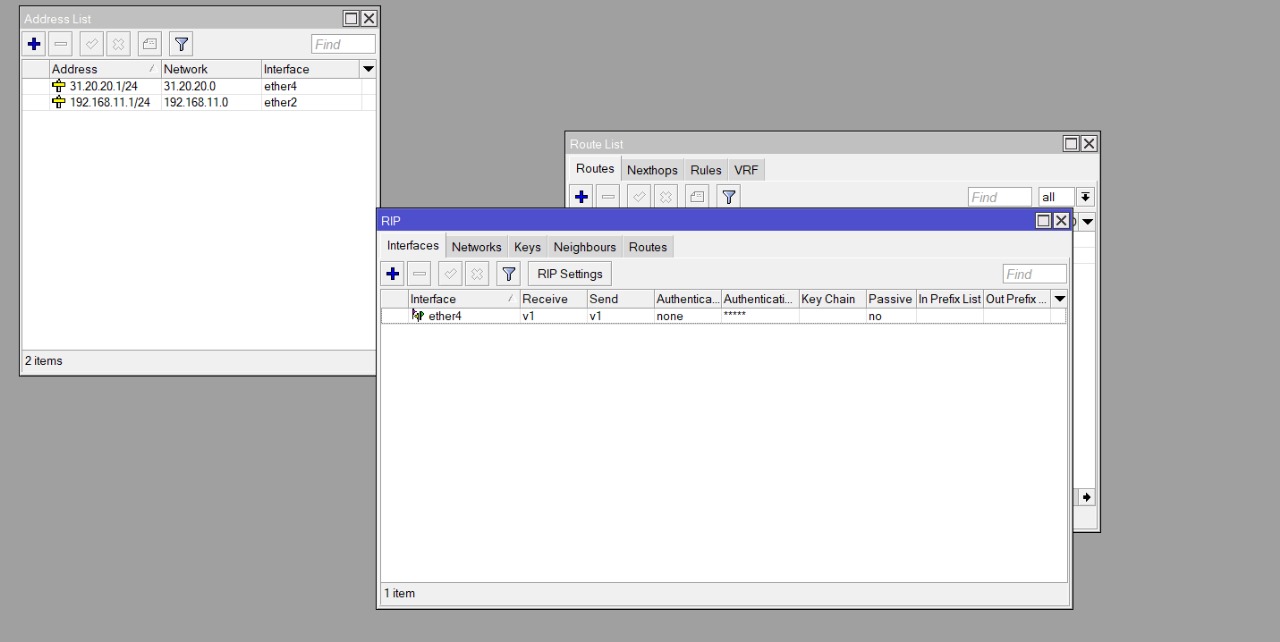 Address List
Find
Address / Network Interface
31.20.20.1/24 31.20.20.0 ether4
192.168.11.1/24 192.168.11.0 ether2
2 items
Route List
Routes Nexthops Rules VRF
Find all
RIP
Interfaces Networks Keys Neighbours Routes
RIP Settings Find
Interface / Receive Send Authentica... Authenticati... Key Chain Passive In Prefix List Out Prefix ...
ether4 v1 v1 none ***** no
1 item